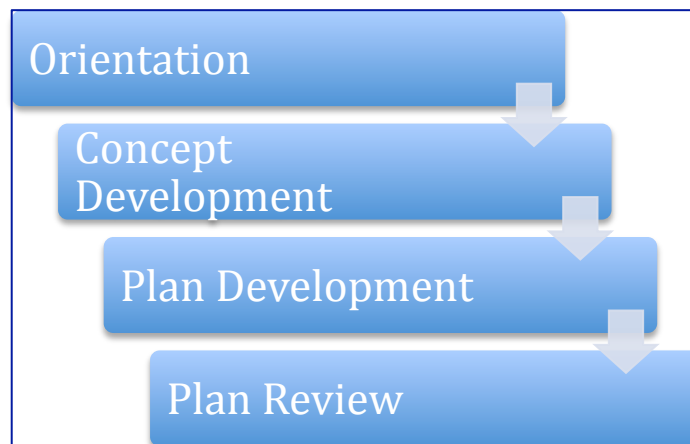 Orientation
Concept
Development
Plan Development
Plan Review